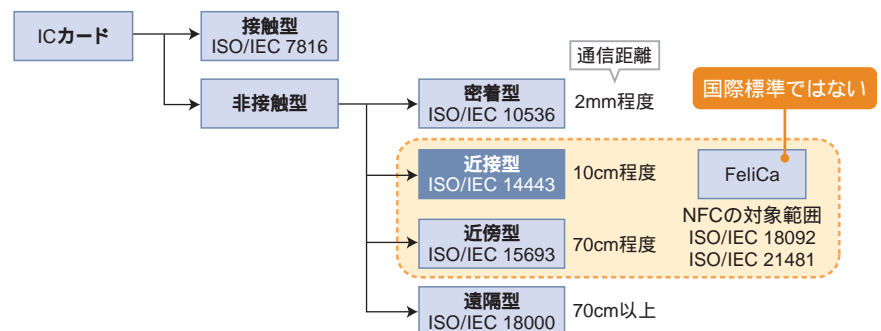 ICカード
接触型
ISO/IEC 7816
非接触型
通信距離
密着型
ISO/IEC 10536
2mm程度
国際標準ではない
近接型
ISO/IEC 14443
10cm程度
FeliCa
NFCの対象範囲
ISO/IEC 18092
ISO/IEC 21481
近傍型
ISO/IEC 15693
70cm程度
遠隔型
ISO/IEC 18000
70cm以上